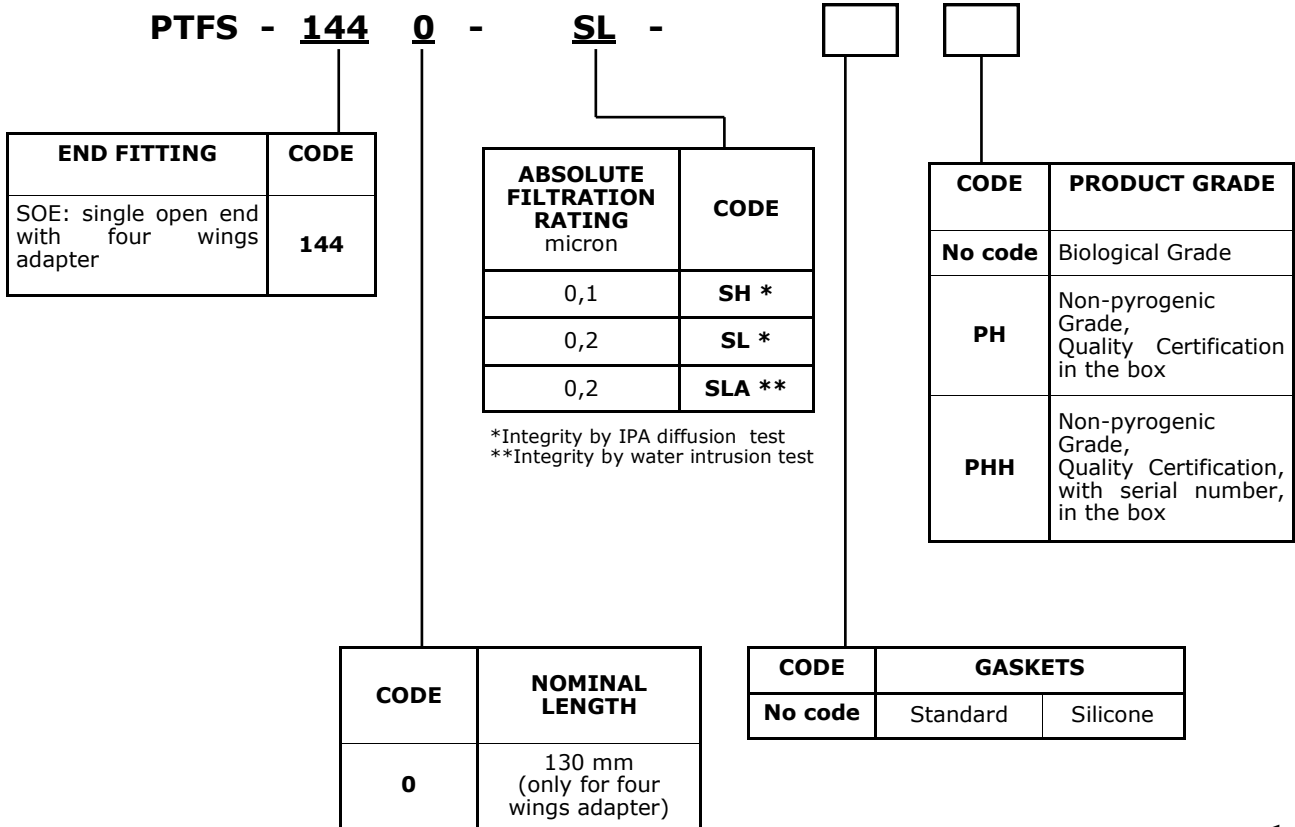 PTFS - 144 0 - SL -
END FITTING CODE
SOE: single open end
with four wings
adapter
144
ABSOLUTE
FILTRATION
RATING
micron
CODE
0,1 SH *
0,2 SL *
0,2 SLA **
*Integrity by IPA diffusion test
**Integrity by water intrusion test
CODE PRODUCT GRADE
No code Biological Grade
PH
Non-pyrogenic
Grade,
Quality Certification
in the box
PHH
Non-pyrogenic
Grade,
Quality Certification,
with serial number,
in the box
CODE
NOMINAL
LENGTH
0
130 mm
(only for four
wings adapter)
CODE GASKETS
No code Standard Silicone